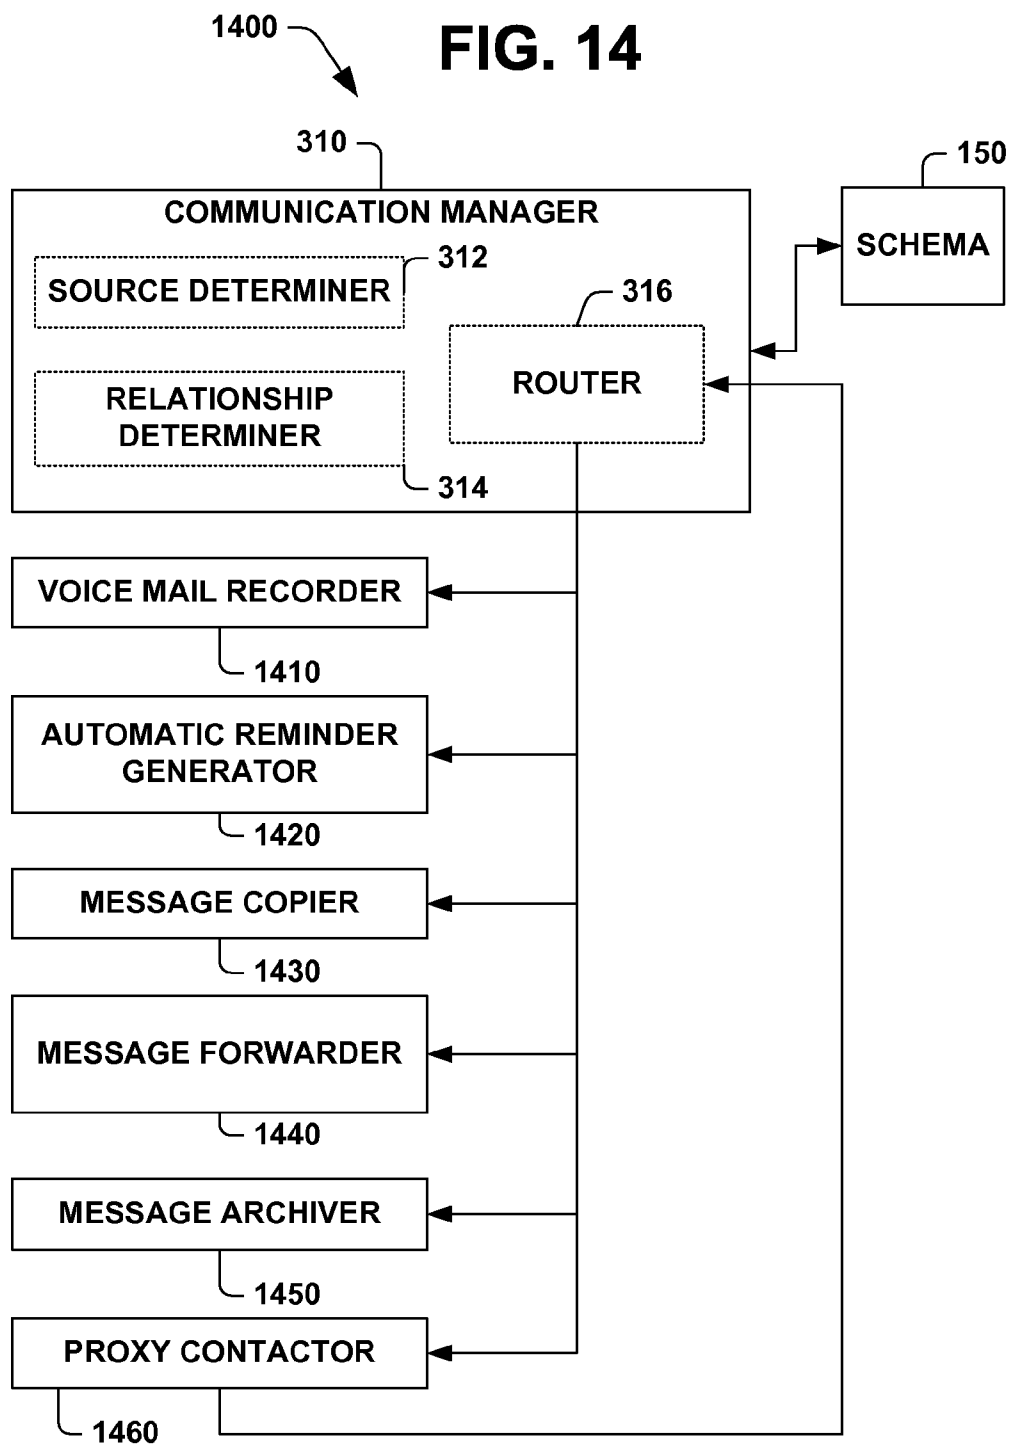 1400
FIG. 14
310
150
COMMUNICATION MANAGER
SCHEMA
312
SOURCE DETERMINER
316
ROUTER
RELATIONSHIP
DETERMINER
314
VOICE MAIL RECORDER
1410
AUTOMATIC REMINDER
GENERATOR
1420
MESSAGE COPIER
1430
MESSAGE FORWARDER
1440
MESSAGE ARCHIVER
1450
PROXY CONTACTOR
1460